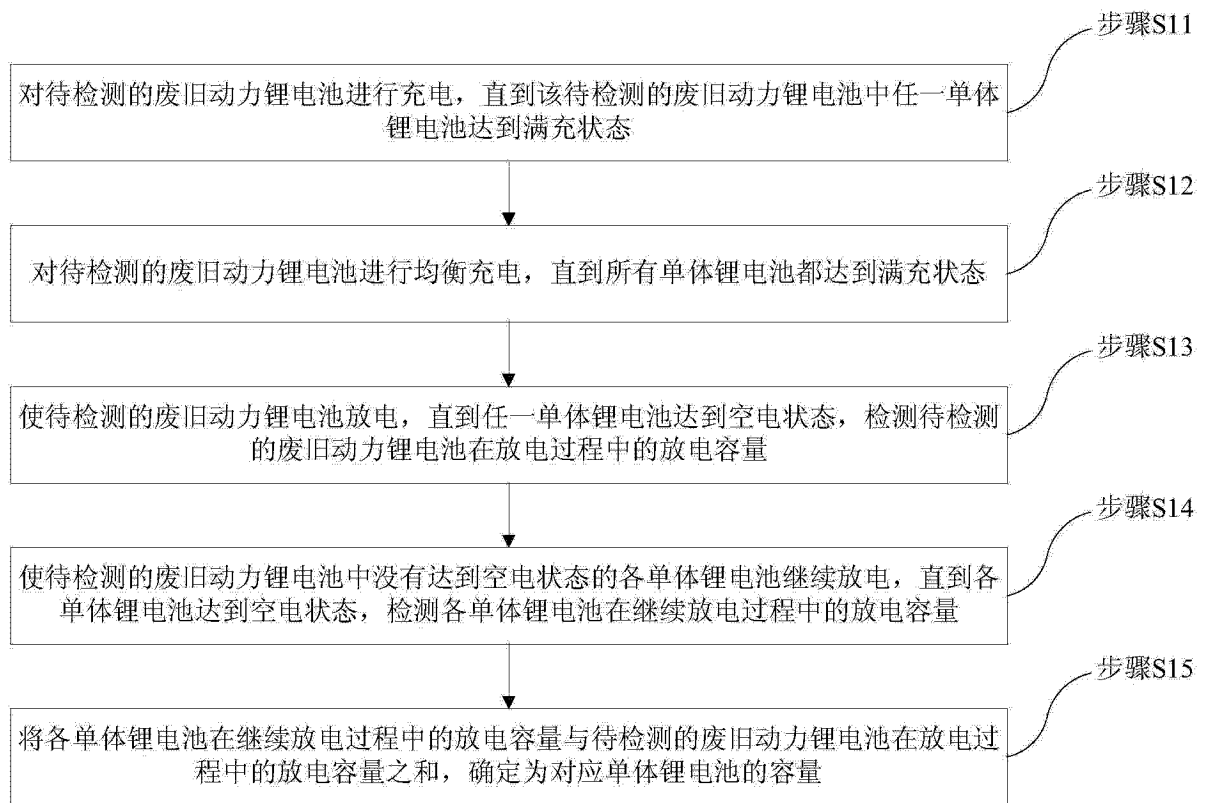 步骤S11
对待检测的废旧动力锂电池进行充电，直到该待检测的废旧动力锂电池中任一单体
锂电池达到满充状态
步骤S12
对待检测的废旧动力锂电池进行均衡充电，直到所有单体锂电池都达到满充状态
步骤S13
使待检测的废旧动力锂电池放电，直到任一单体锂电池达到空电状态，检测待检测
的废旧动力锂电池在放电过程中的放电容量
步骤S14
使待检测的废旧动力锂电池中没有达到空电状态的各单体锂电池继续放电，直到各
单体锂电池达到空电状态，检测各单体锂电池在继续放电过程中的放电容量
步骤S15
将各单体锂电池在继续放电过程中的放电容量与待检测的废旧动力锂电池在放电过
程中的放电容量之和，确定为对应单体锂电池的容量